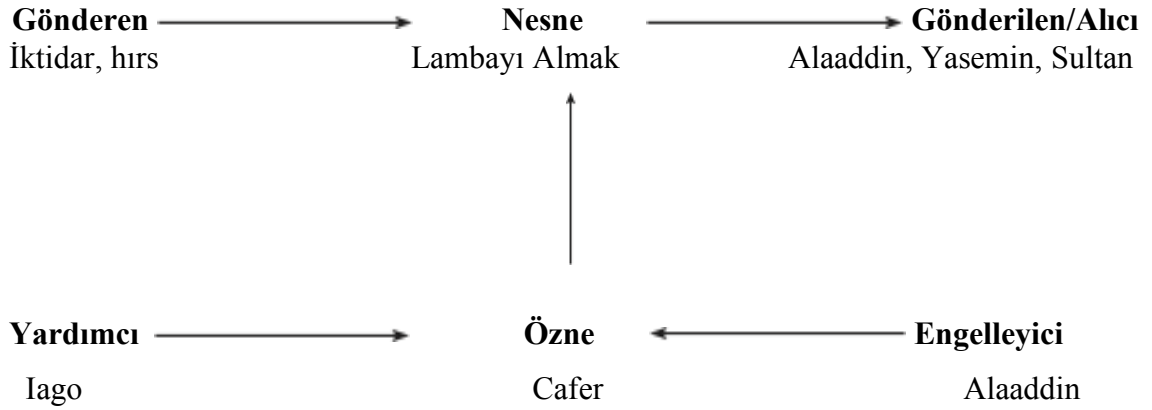 Gönderen Nesne Gönderilen/Alıcı
İktidar, hırs Lambayı Almak Alaaddin, Yasemin, Sultan
Yardımcı Özne Engelleyici
Iago Cafer Alaaddin